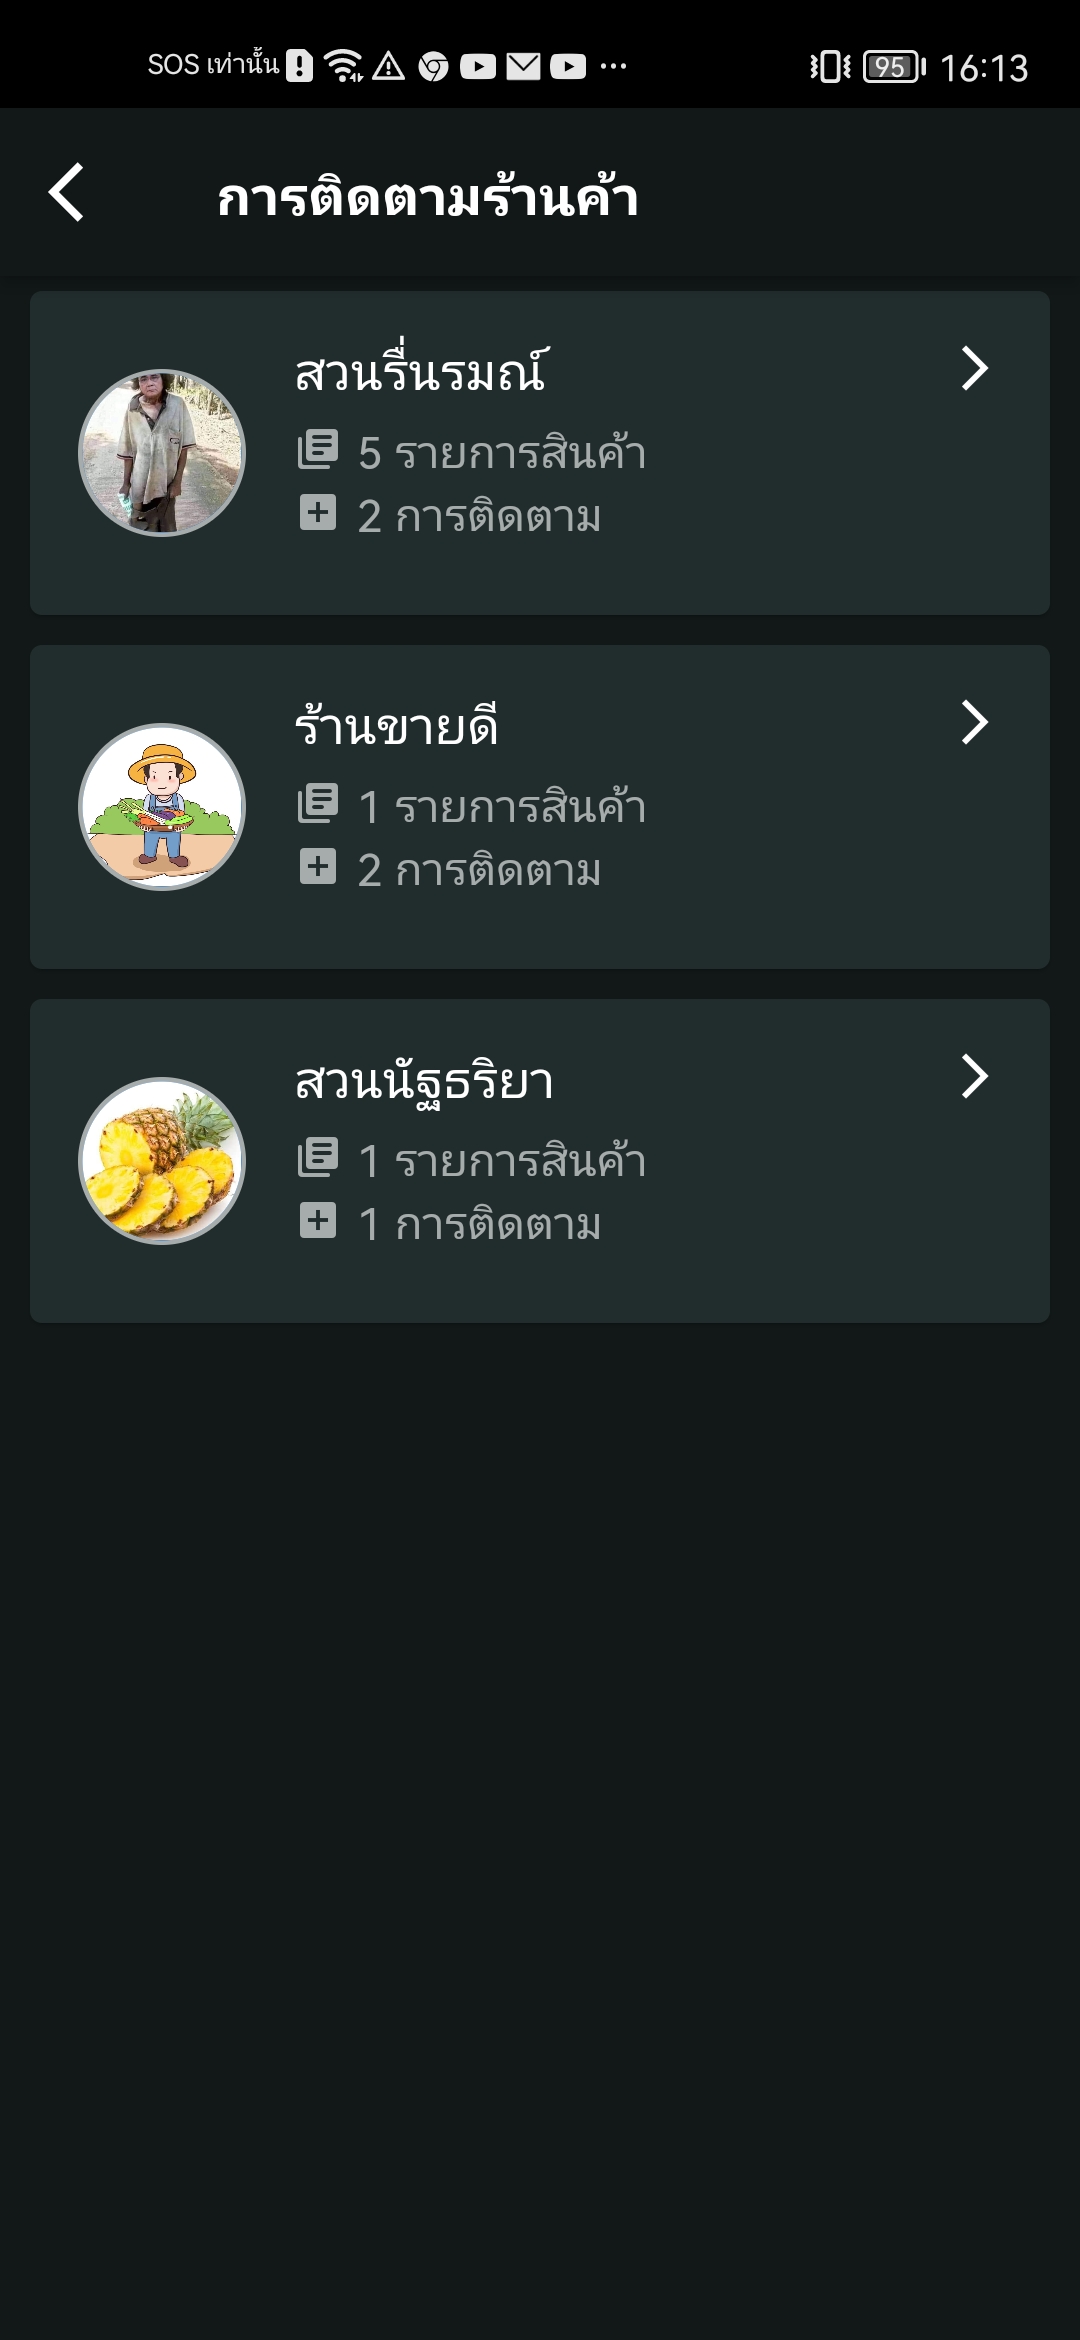 SOS เท่านั้น 95 16:13
การติดตามร้านค้า
สวนรื่นรมณ์
5 รายการสินค้า
2 การติดตาม
ร้านขายดี
1 รายการสินค้า
2 การติดตาม
สวนนัฐธริยา
1 รายการสินค้า
1 การติดตาม